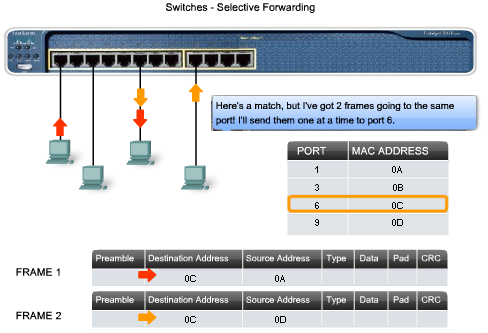 Switches - Selective Forwarding
Here's a match, but I've got 2 frames going to the same
port! I'll send them one at a time to port 6.
PORT MAC ADDRESS
1 0A
3 0B
6 0C
9 0D
Preamble Destination Address Source Address Type Data Pad CRC
FRAME 1 0C 0A
Preamble Destination Address Source Address Type Data Pad CRC
FRAME 2 0C 0D